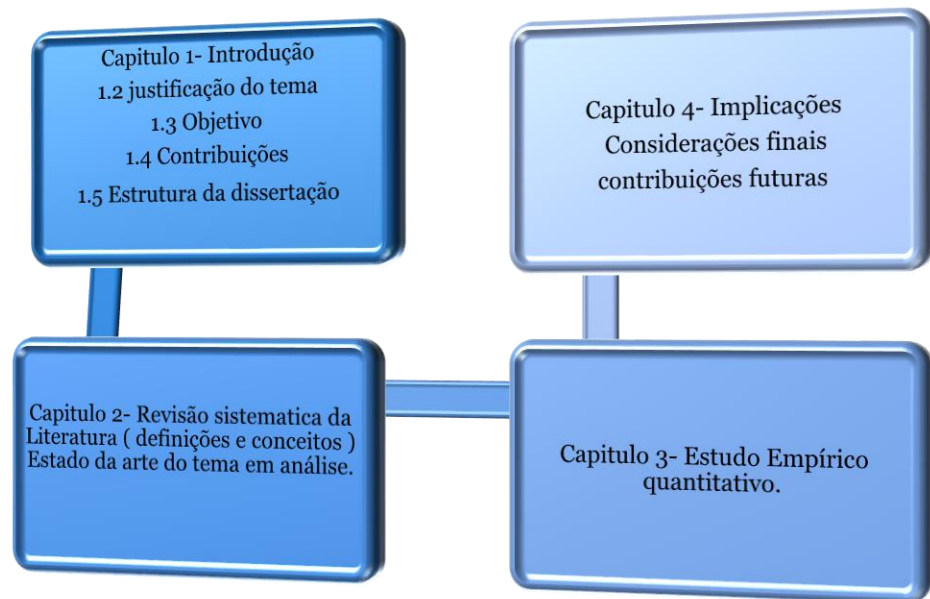 Capitulo 1- Introdução
1.2 justificação do tema
1.3 Objetivo
1.4 Contribuições
1.5 Estrutura da dissertação
Capitulo 2- Revisão sistematica da
Literatura ( definições e conceitos )
Estado da arte do tema em análise.
Capitulo 3- Estudo Empírico
quantitativo.
Capitulo 4- Implicações
Considerações finais
contribuições futuras